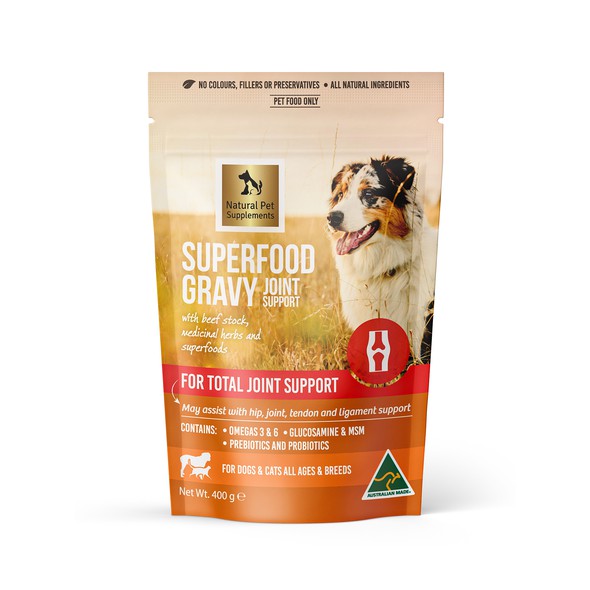 NO COLOURS, FILLERS OR PRESERVATIVES • ALL NATURAL INGREDIENTS
PET FOOD ONLY
Natural Pet
Supplements
SUPERFOOD
GRAVY JOINT
SUPPORT
with beef stock,
medicinal herbs and
superfoods
FOR TOTAL JOINT SUPPORT
May assist with hip, joint, tendon and ligament support
CONTAINS: • OMEGAS 3 & 6 • GLUCOSAMINE & MSM
• PREBIOTICS AND PROBIOTICS
FOR DOGS & CATS ALL AGES & BREEDS
Net Wt. 400 g ℮
AUSTRALIAN MADE